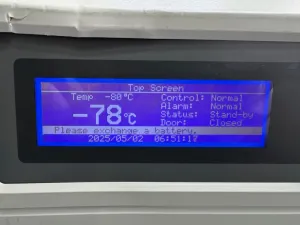 Top Screen
Temp -80℃ Control: Normal
Alarm: Normal
-78℃ Status: Stand-by
Door: Closed
Please exchange a battery.
2025/05/02 06:51:17